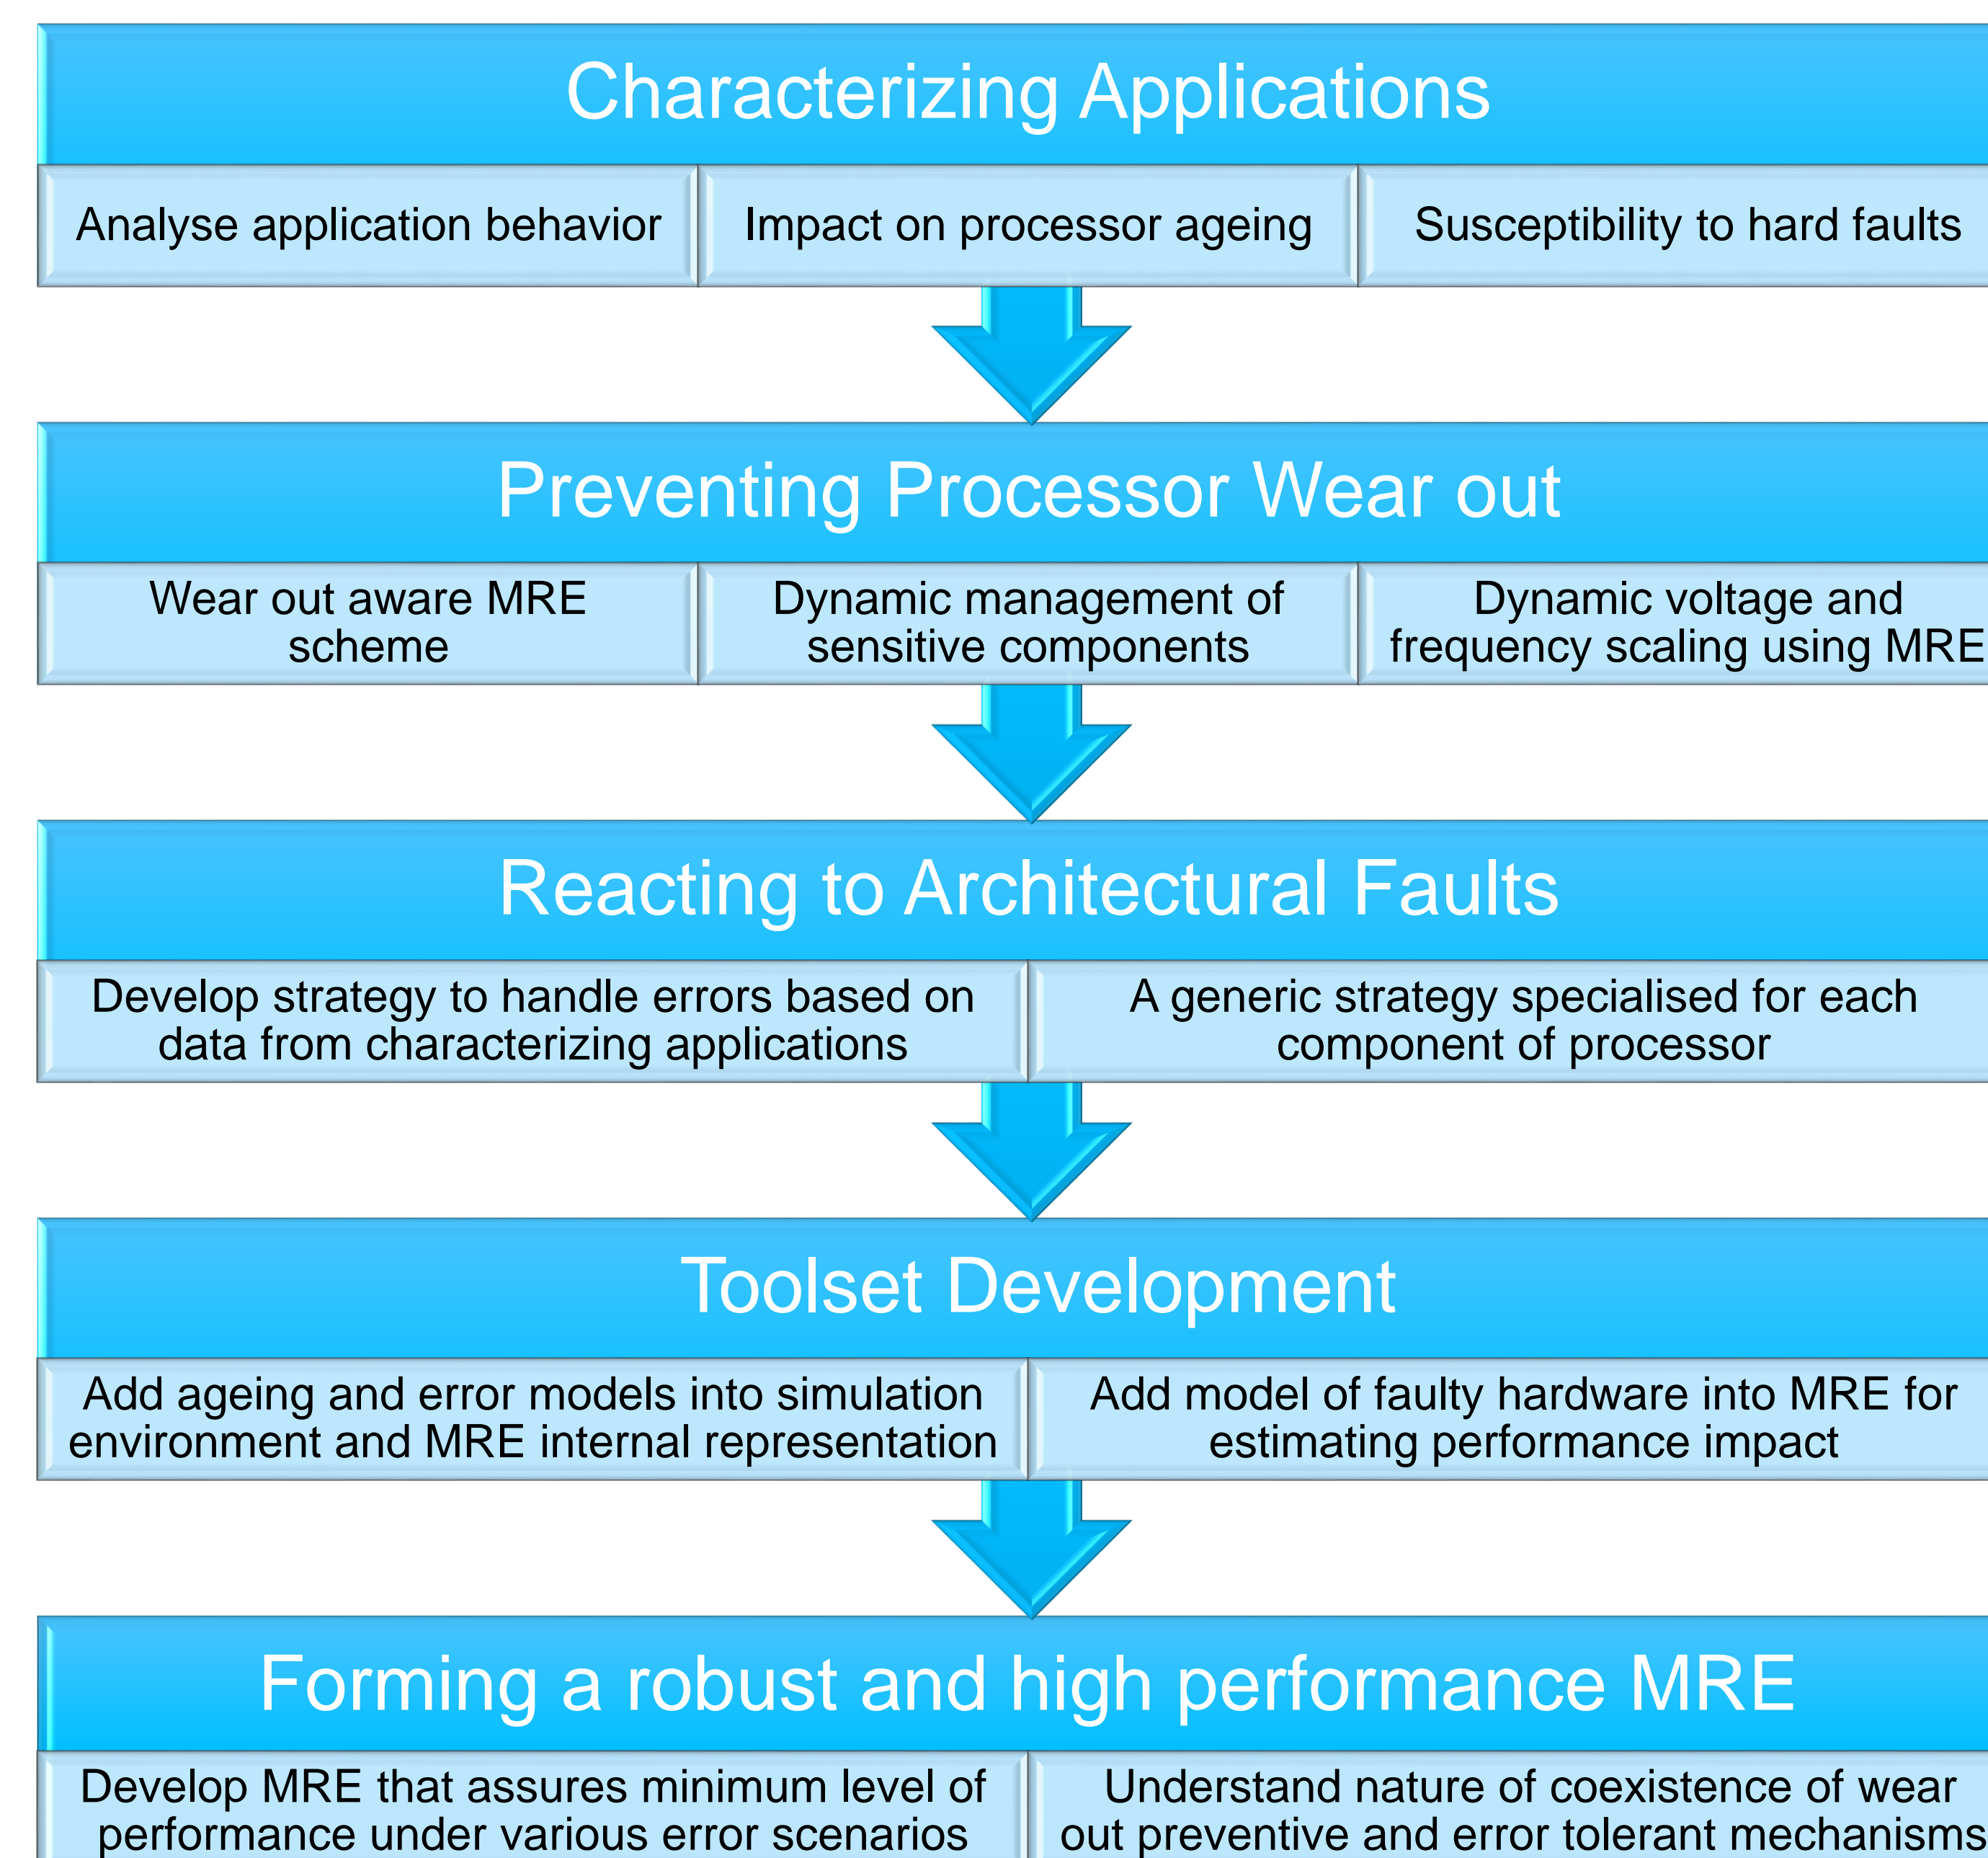 Characterizing Applications
Analyse application behavior
Impact on processor ageing
Susceptibility to hard faults
Preventing Processor Wear out
Wear out aware MRE
scheme
Dynamic management of
sensitive components
Dynamic voltage and
frequency scaling using MRE
Reacting to Architectural Faults
Develop strategy to handle errors based on
data from characterizing applications
A generic strategy specialised for each
component of processor
Toolset Development
Add ageing and error models into simulation
environment and MRE internal representation
Add model of faulty hardware into MRE for
estimating performance impact
Forming a robust and high performance MRE
Develop MRE that assures minimum level of
performance under various error scenarios
Understand nature of coexistence of wear
out preventive and error tolerant mechanisms